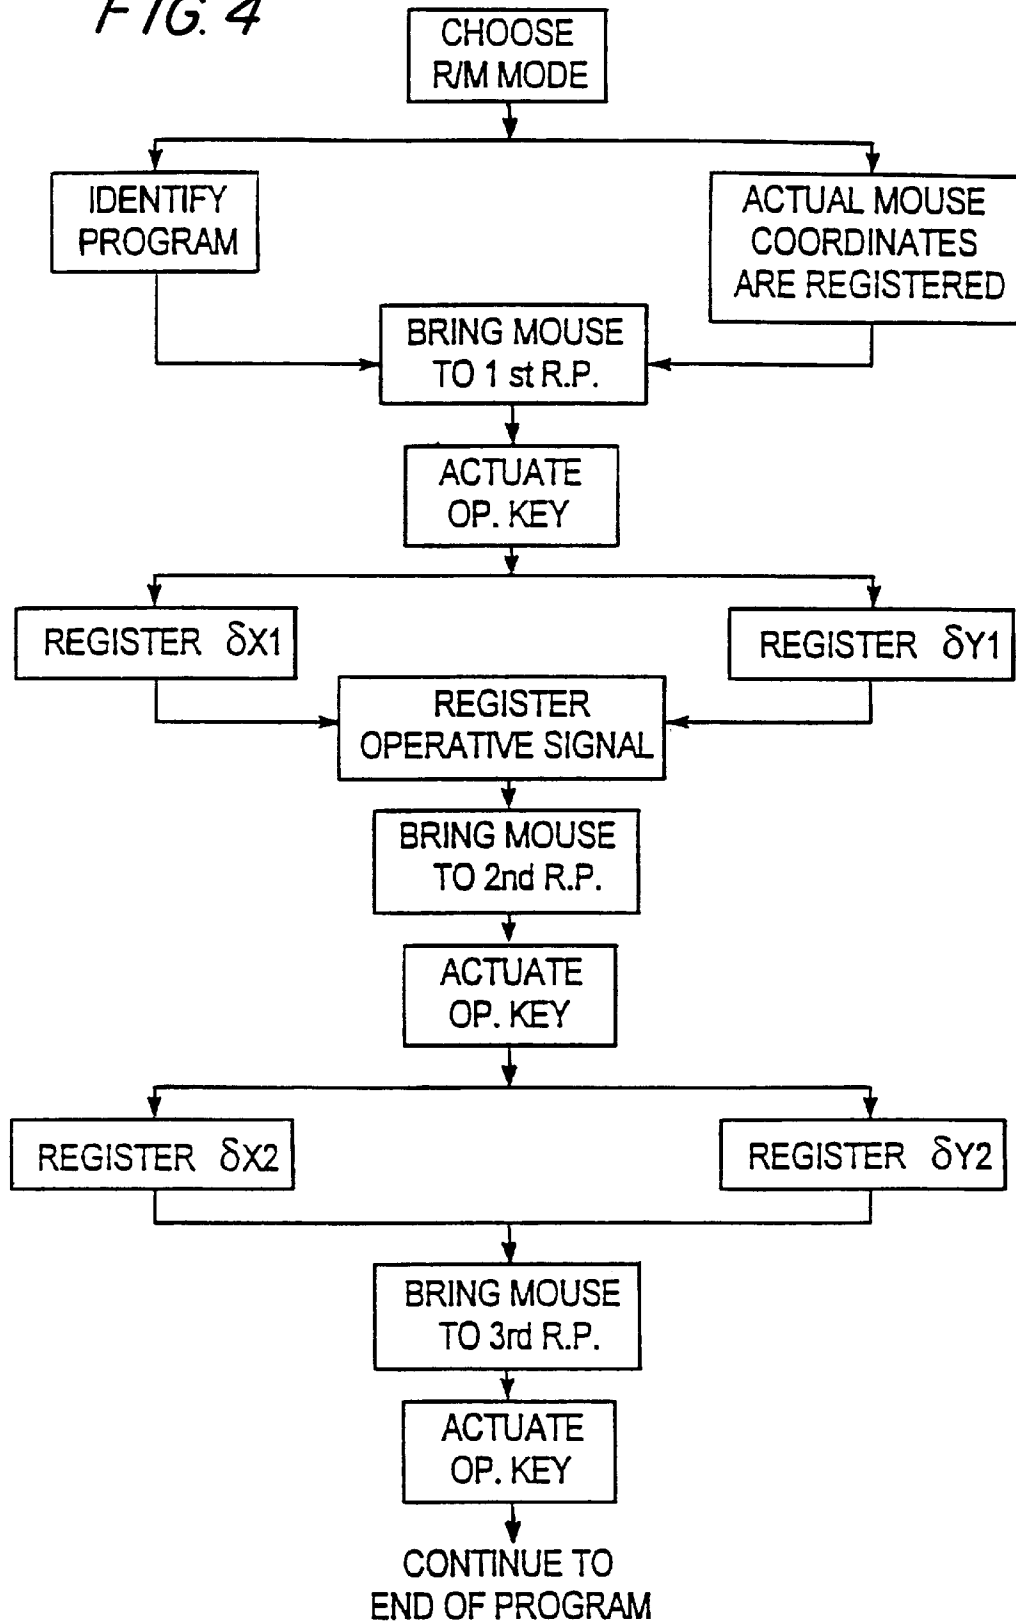 FIG. 4
CHOOSE
R/M MODE
IDENTIFY
PROGRAM
ACTUAL MOUSE
COORDINATES
ARE REGISTERED
BRING MOUSE
TO 1 st R.P.
ACTUATE
OP. KEY
REGISTER δX1
REGISTER δY1
REGISTER
OPERATIVE SIGNAL
BRING MOUSE
TO 2nd R.P.
ACTUATE
OP. KEY
REGISTER δX2
REGISTER δY2
BRING MOUSE
TO 3rd R.P.
ACTUATE
OP. KEY
CONTINUE TO
END OF PROGRAM